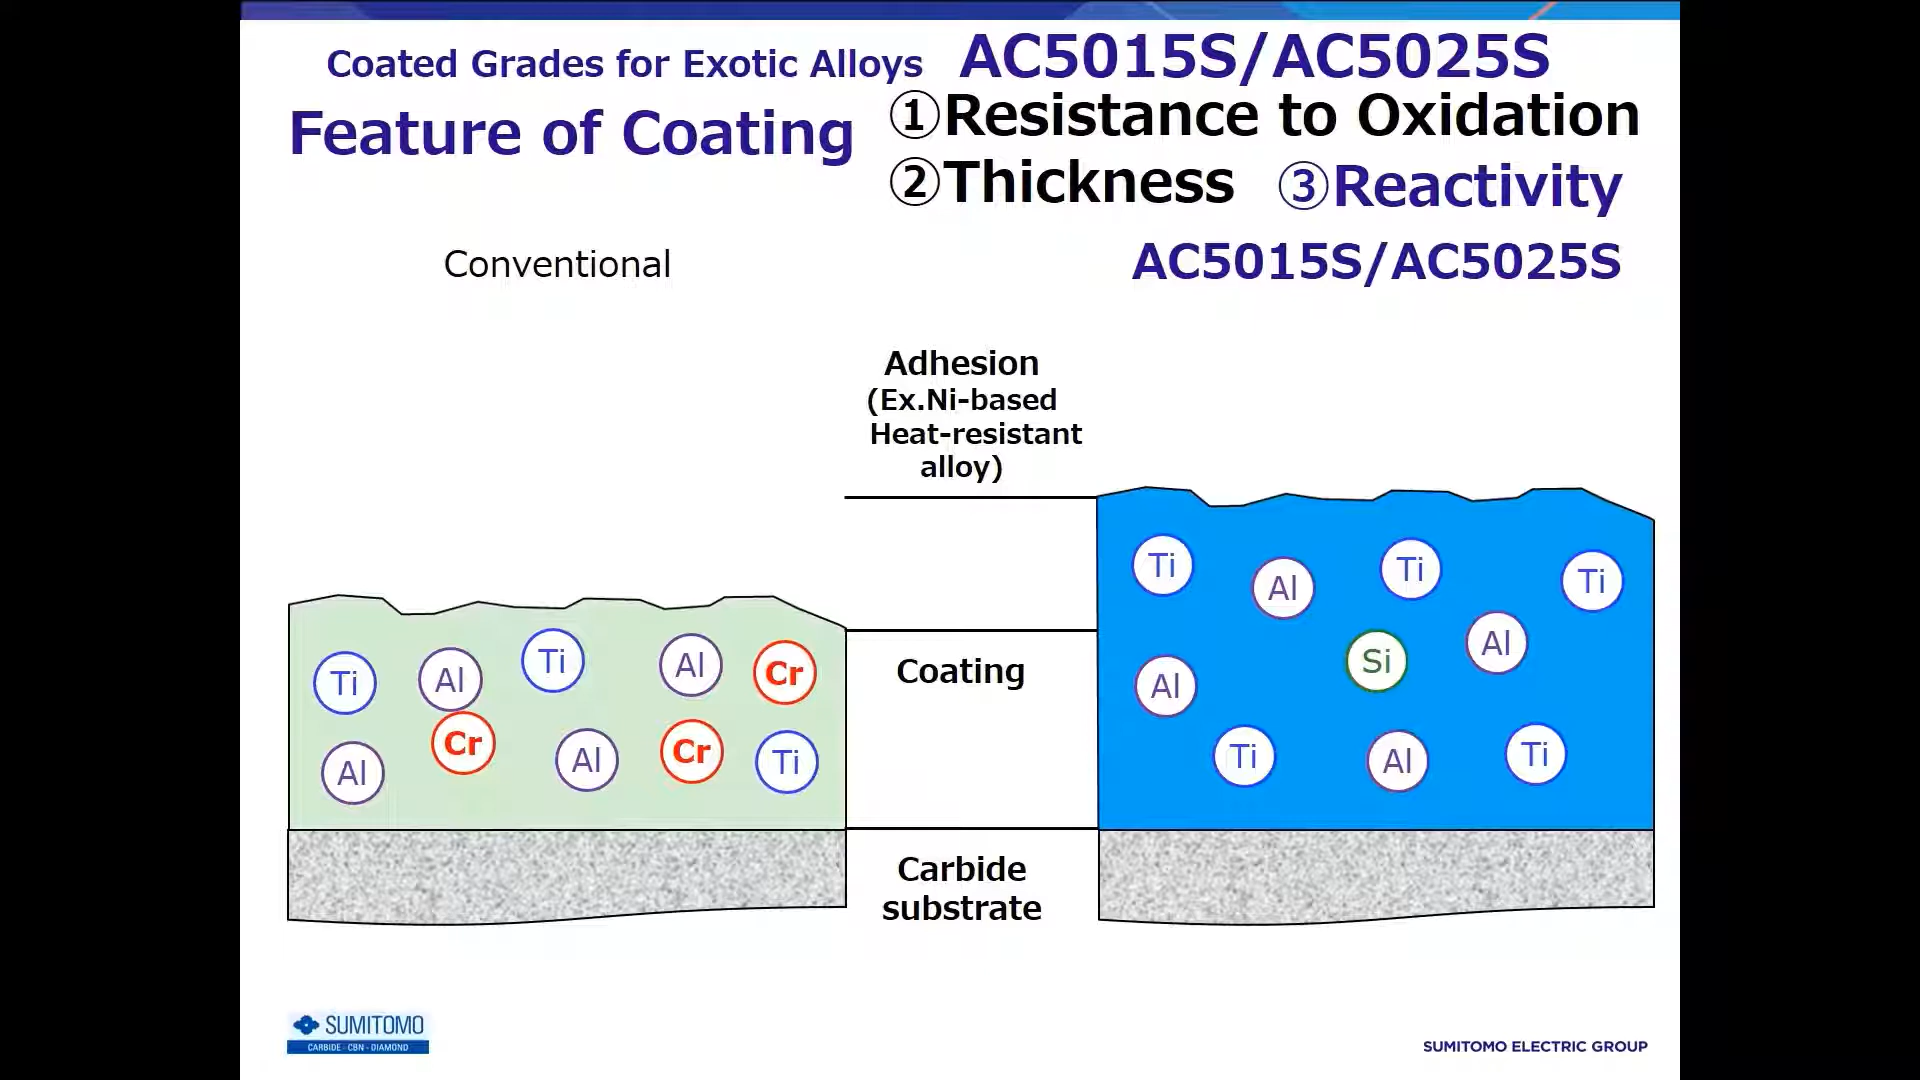 Coated Grades for Exotic Alloys AC5015S/AC5025S
Feature of Coating
①Resistance to Oxidation
②Thickness ③Reactivity
Conventional
AC5015S/AC5025S
Adhesion
(Ex.Ni-based
Heat-resistant
alloy)
Ti Al Ti Al Cr
Al Cr Al Cr Ti
Coating
Ti Al Ti Ti
Al Si Al
Ti Al Ti
Carbide
substrate
SUMITOMO
CARBIDE - CBN - DIAMOND
SUMITOMO ELECTRIC GROUP